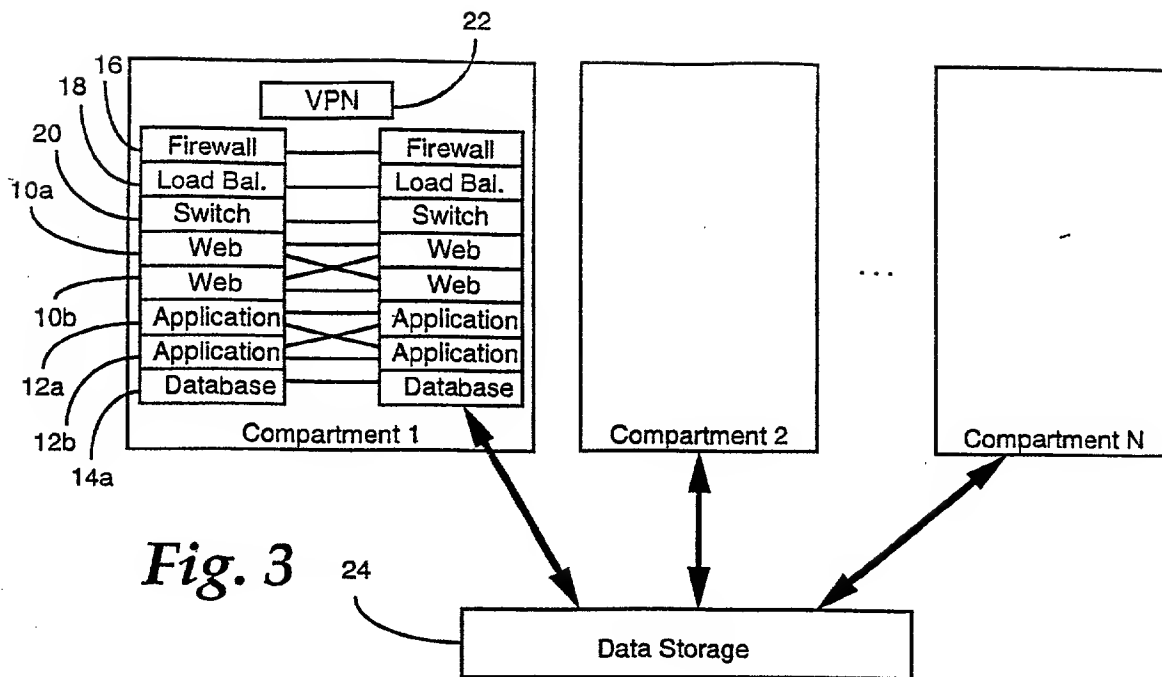 22
16
18
20
10a
10b
12a
12b
14a
VPN
Firewall Firewall
Load Bal. Load Bal.
Switch Switch
Web Web
Web Web
Application Application
Application Application
Database Database
Compartment 1
Compartment 2
...
Compartment N
Fig. 3
24
Data Storage